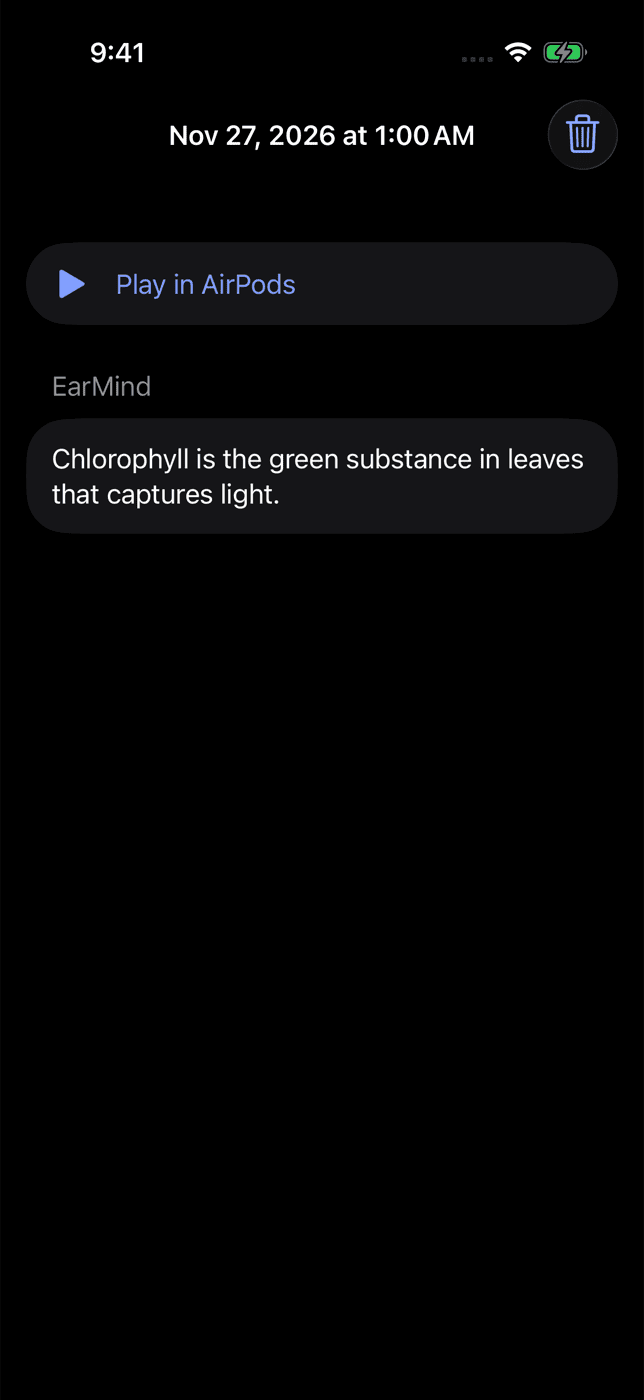 9:41
Nov 27, 2026 at 1:00 AM
Play in AirPods
EarMind
Chlorophyll is the green substance in leaves
that captures light.